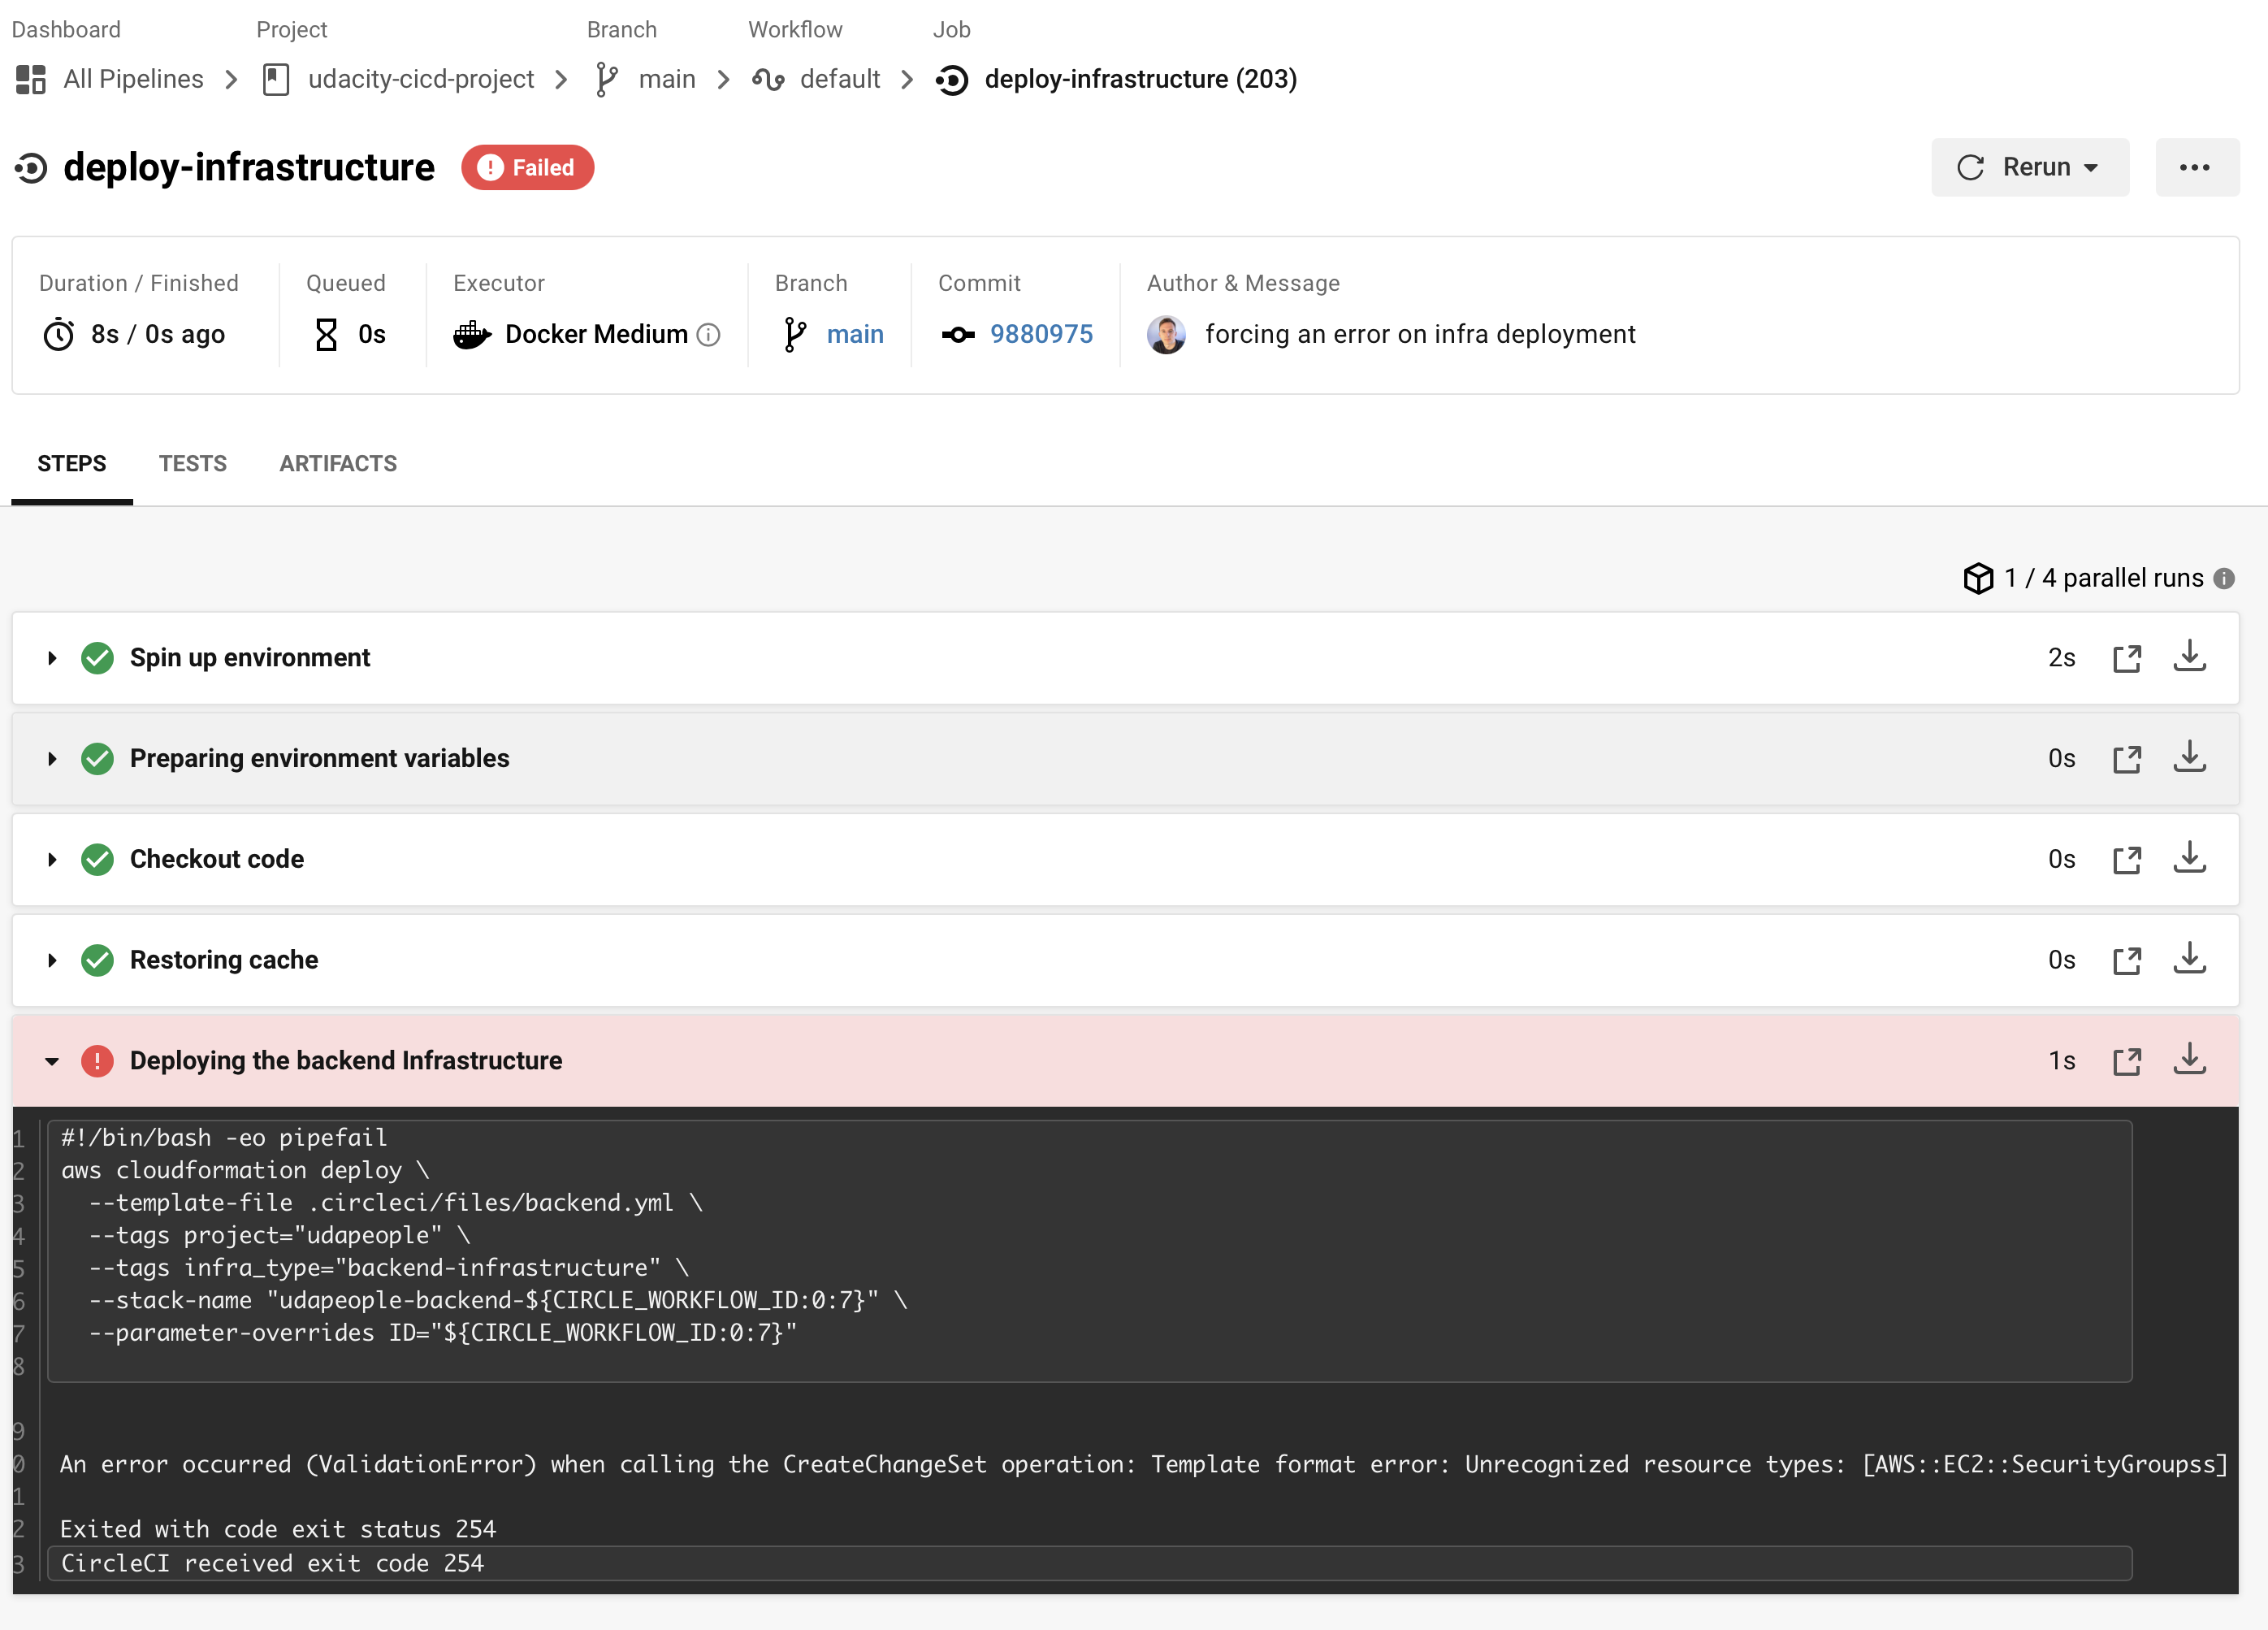 Dashboard Project Branch Workflow Job
All Pipelines udacity-cicd-project main default deploy-infrastructure (203)
deploy-infrastructure Failed Rerun
Duration / Finished Queued Executor Branch Commit Author & Message
8s / 0s ago 0s Docker Medium main 9880975 forcing an error on infra deployment
STEPS TESTS ARTIFACTS
1 / 4 parallel runs
Spin up environment 2s
Preparing environment variables 0s
Checkout code 0s
Restoring cache 0s
Deploying the backend Infrastructure 1s
1 #!/bin/bash -eo pipefail
2 aws cloudformation deploy \
3 --template-file .circleci/files/backend.yml \
4 --tags project="udapeople" \
5 --tags infra_type="backend-infrastructure" \
6 --stack-name "udapeople-backend-${CIRCLE_WORKFLOW_ID:0:7}" \
7 --parameter-overrides ID="${CIRCLE_WORKFLOW_ID:0:7}"
8
9
0 An error occurred (ValidationError) when calling the CreateChangeSet operation: Template format error: Unrecognized resource types: [AWS::EC2::SecurityGroupss]
1
2 Exited with code exit status 254
3 CircleCI received exit code 254